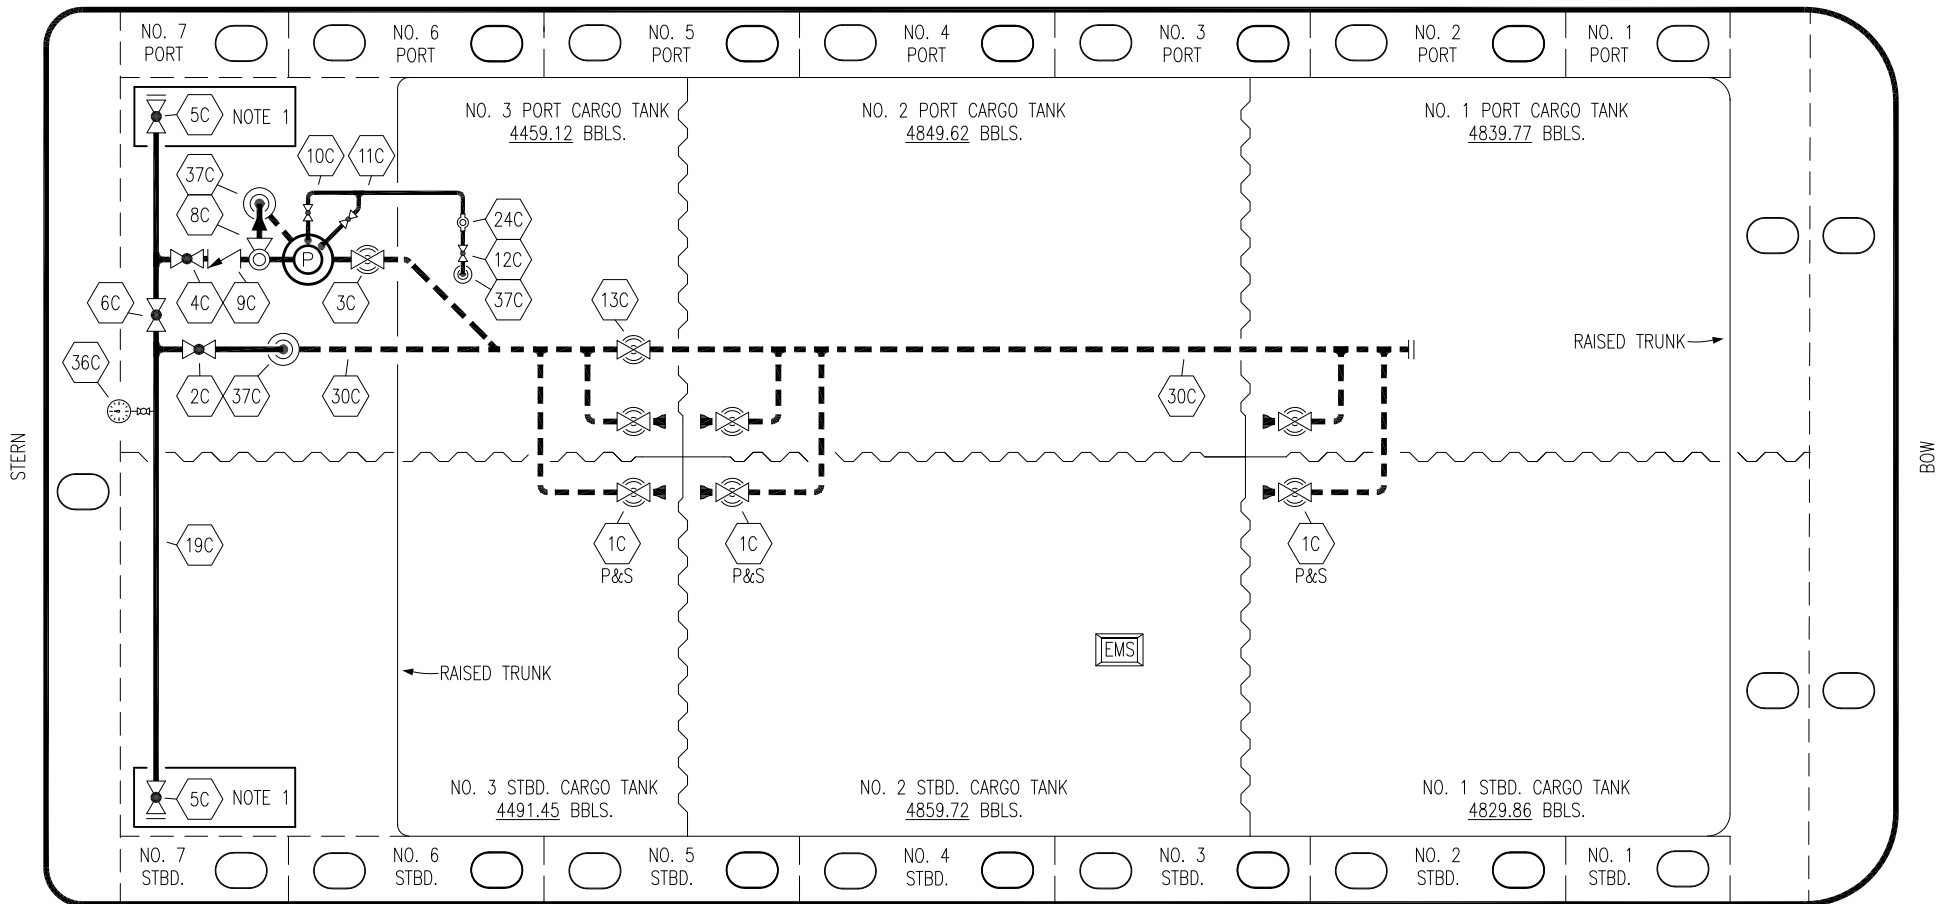 NO. 7
PORT
NO. 6
PORT
NO. 5
PORT
NO. 4
PORT
NO. 3
PORT
NO. 2
PORT
NO. 1
PORT
5C
NOTE 1
NO. 3 PORT CARGO TANK
4459.12 BBLS.
NO. 2 PORT CARGO TANK
4849.62 BBLS.
NO. 1 PORT CARGO TANK
4839.77 BBLS.
10C
11C
37C
8C
24C
12C
37C
P
6C
4C
9C
3C
13C
RAISED TRUNK
36C
2C
37C
30C
30C
STERN
BOW
19C
1C
P&S
1C
P&S
1C
P&S
EMS
RAISED TRUNK
5C
NOTE 1
NO. 3 STBD. CARGO TANK
4491.45 BBLS.
NO. 2 STBD. CARGO TANK
4859.72 BBLS.
NO. 1 STBD. CARGO TANK
4829.86 BBLS.
NO. 7
STBD.
NO. 6
STBD.
NO. 5
STBD.
NO. 4
STBD.
NO. 3
STBD.
NO. 2
STBD.
NO. 1
STBD.